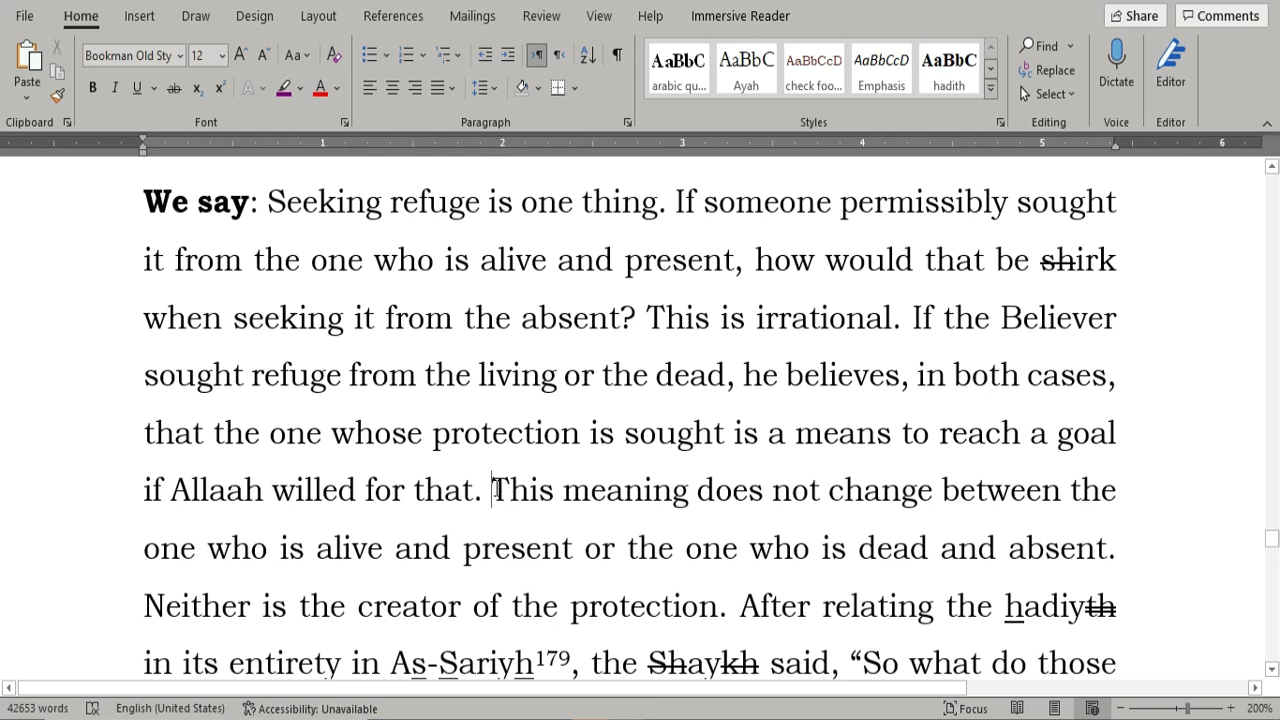 File Home Insert Draw Design Layout References Mailings Review View Help Immersive Reader Share Comments
Paste
Clipboard
Bookman Old Sty 12
Font
Paragraph
AaBbC AaBbC AaBbCcD AaBbCcD AaBbC
arabic qu... Ayah check foo... Emphasis hadith
Styles
Find
Replace
Select
Editing
Dictate
Voice
Editor
Editor
1 2 3 4 5 6
We say: Seeking refuge is one thing. If someone permissibly sought
it from the one who is alive and present, how would that be shirk
when seeking it from the absent? This is irrational. If the Believer
sought refuge from the living or the dead, he believes, in both cases,
that the one whose protection is sought is a means to reach a goal
if Allaah willed for that. This meaning does not change between the
one who is alive and present or the one who is dead and absent.
Neither is the creator of the protection. After relating the hadiyth
in its entirety in As-Sariyh179, the Shaykh said, “So what do those
42653 words English (United States) Accessibility: Unavailable Focus 200%